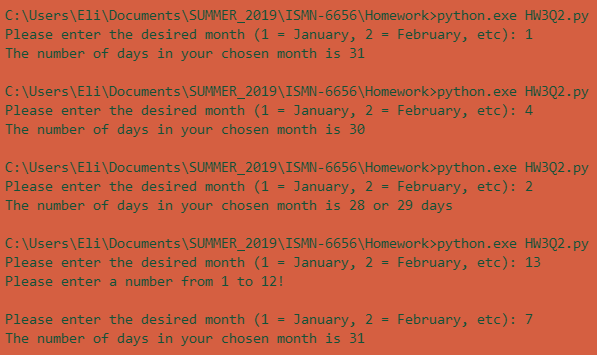 C:\Users\Eli\Documents\SUMMER_2019\ISMN-6656\Homework>python.exe HW3Q2.py
Please enter the desired month (1 = January, 2 = February, etc): 1
The number of days in your chosen month is 31
C:\Users\Eli\Documents\SUMMER_2019\ISMN-6656\Homework>python.exe HW3Q2.py
Please enter the desired month (1 = January, 2 = February, etc): 4
The number of days in your chosen month is 30
C:\Users\Eli\Documents\SUMMER_2019\ISMN-6656\Homework>python.exe HW3Q2.py
Please enter the desired month (1 = January, 2 = February, etc): 2
The number of days in your chosen month is 28 or 29 days
C:\Users\Eli\Documents\SUMMER_2019\ISMN-6656\Homework>python.exe HW3Q2.py
Please enter the desired month (1 = January, 2 = February, etc): 13
Please enter a number from 1 to 12!
Please enter the desired month (1 = January, 2 = February, etc): 7
The number of days in your chosen month is 31